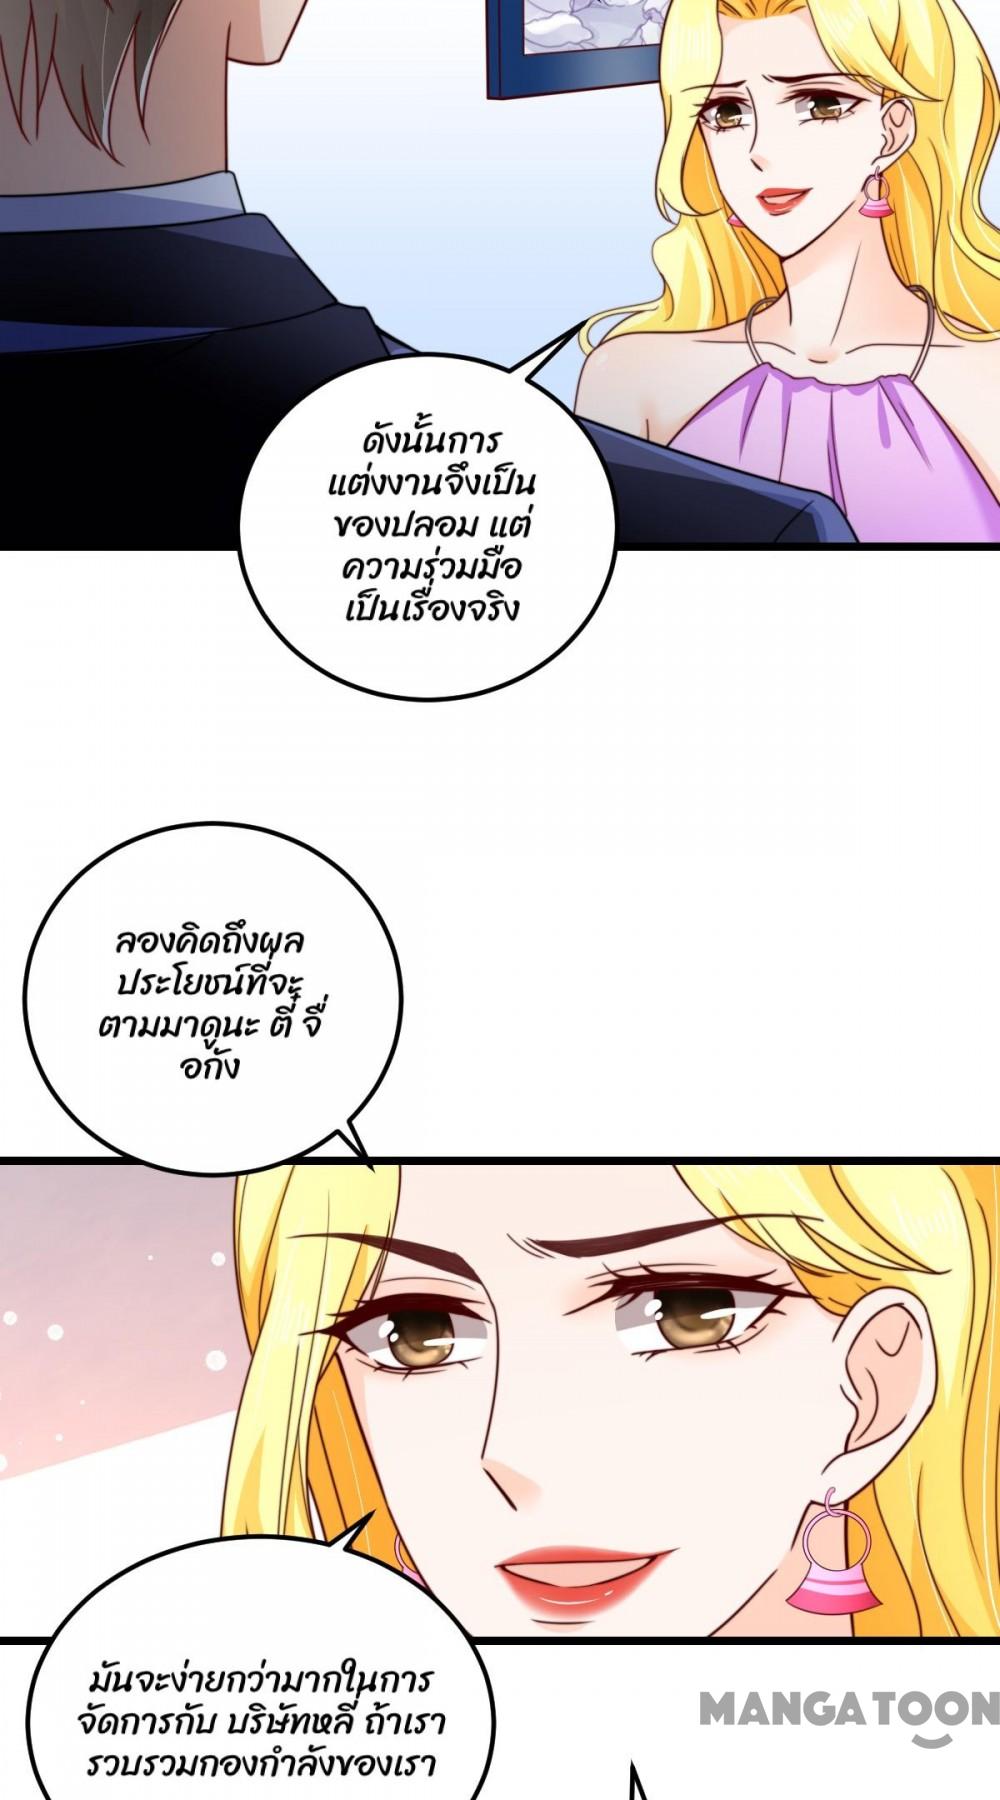 ดังนั้นการ
แต่งงานจึงเป็น
ของปลอม แต่
ความร่วมมือ
เป็นเรื่องจริง
ลองคิดถึงผล
ประโยชน์ที่จะ
ตามมาดูนะ ตี๋ จื่
อกัง
มันจะง่ายกว่ามากในการ
จัดการกับ บริษัทหลี่ ถ้าเรา
รวบรวมกองกำลังของเรา
MANGATOON